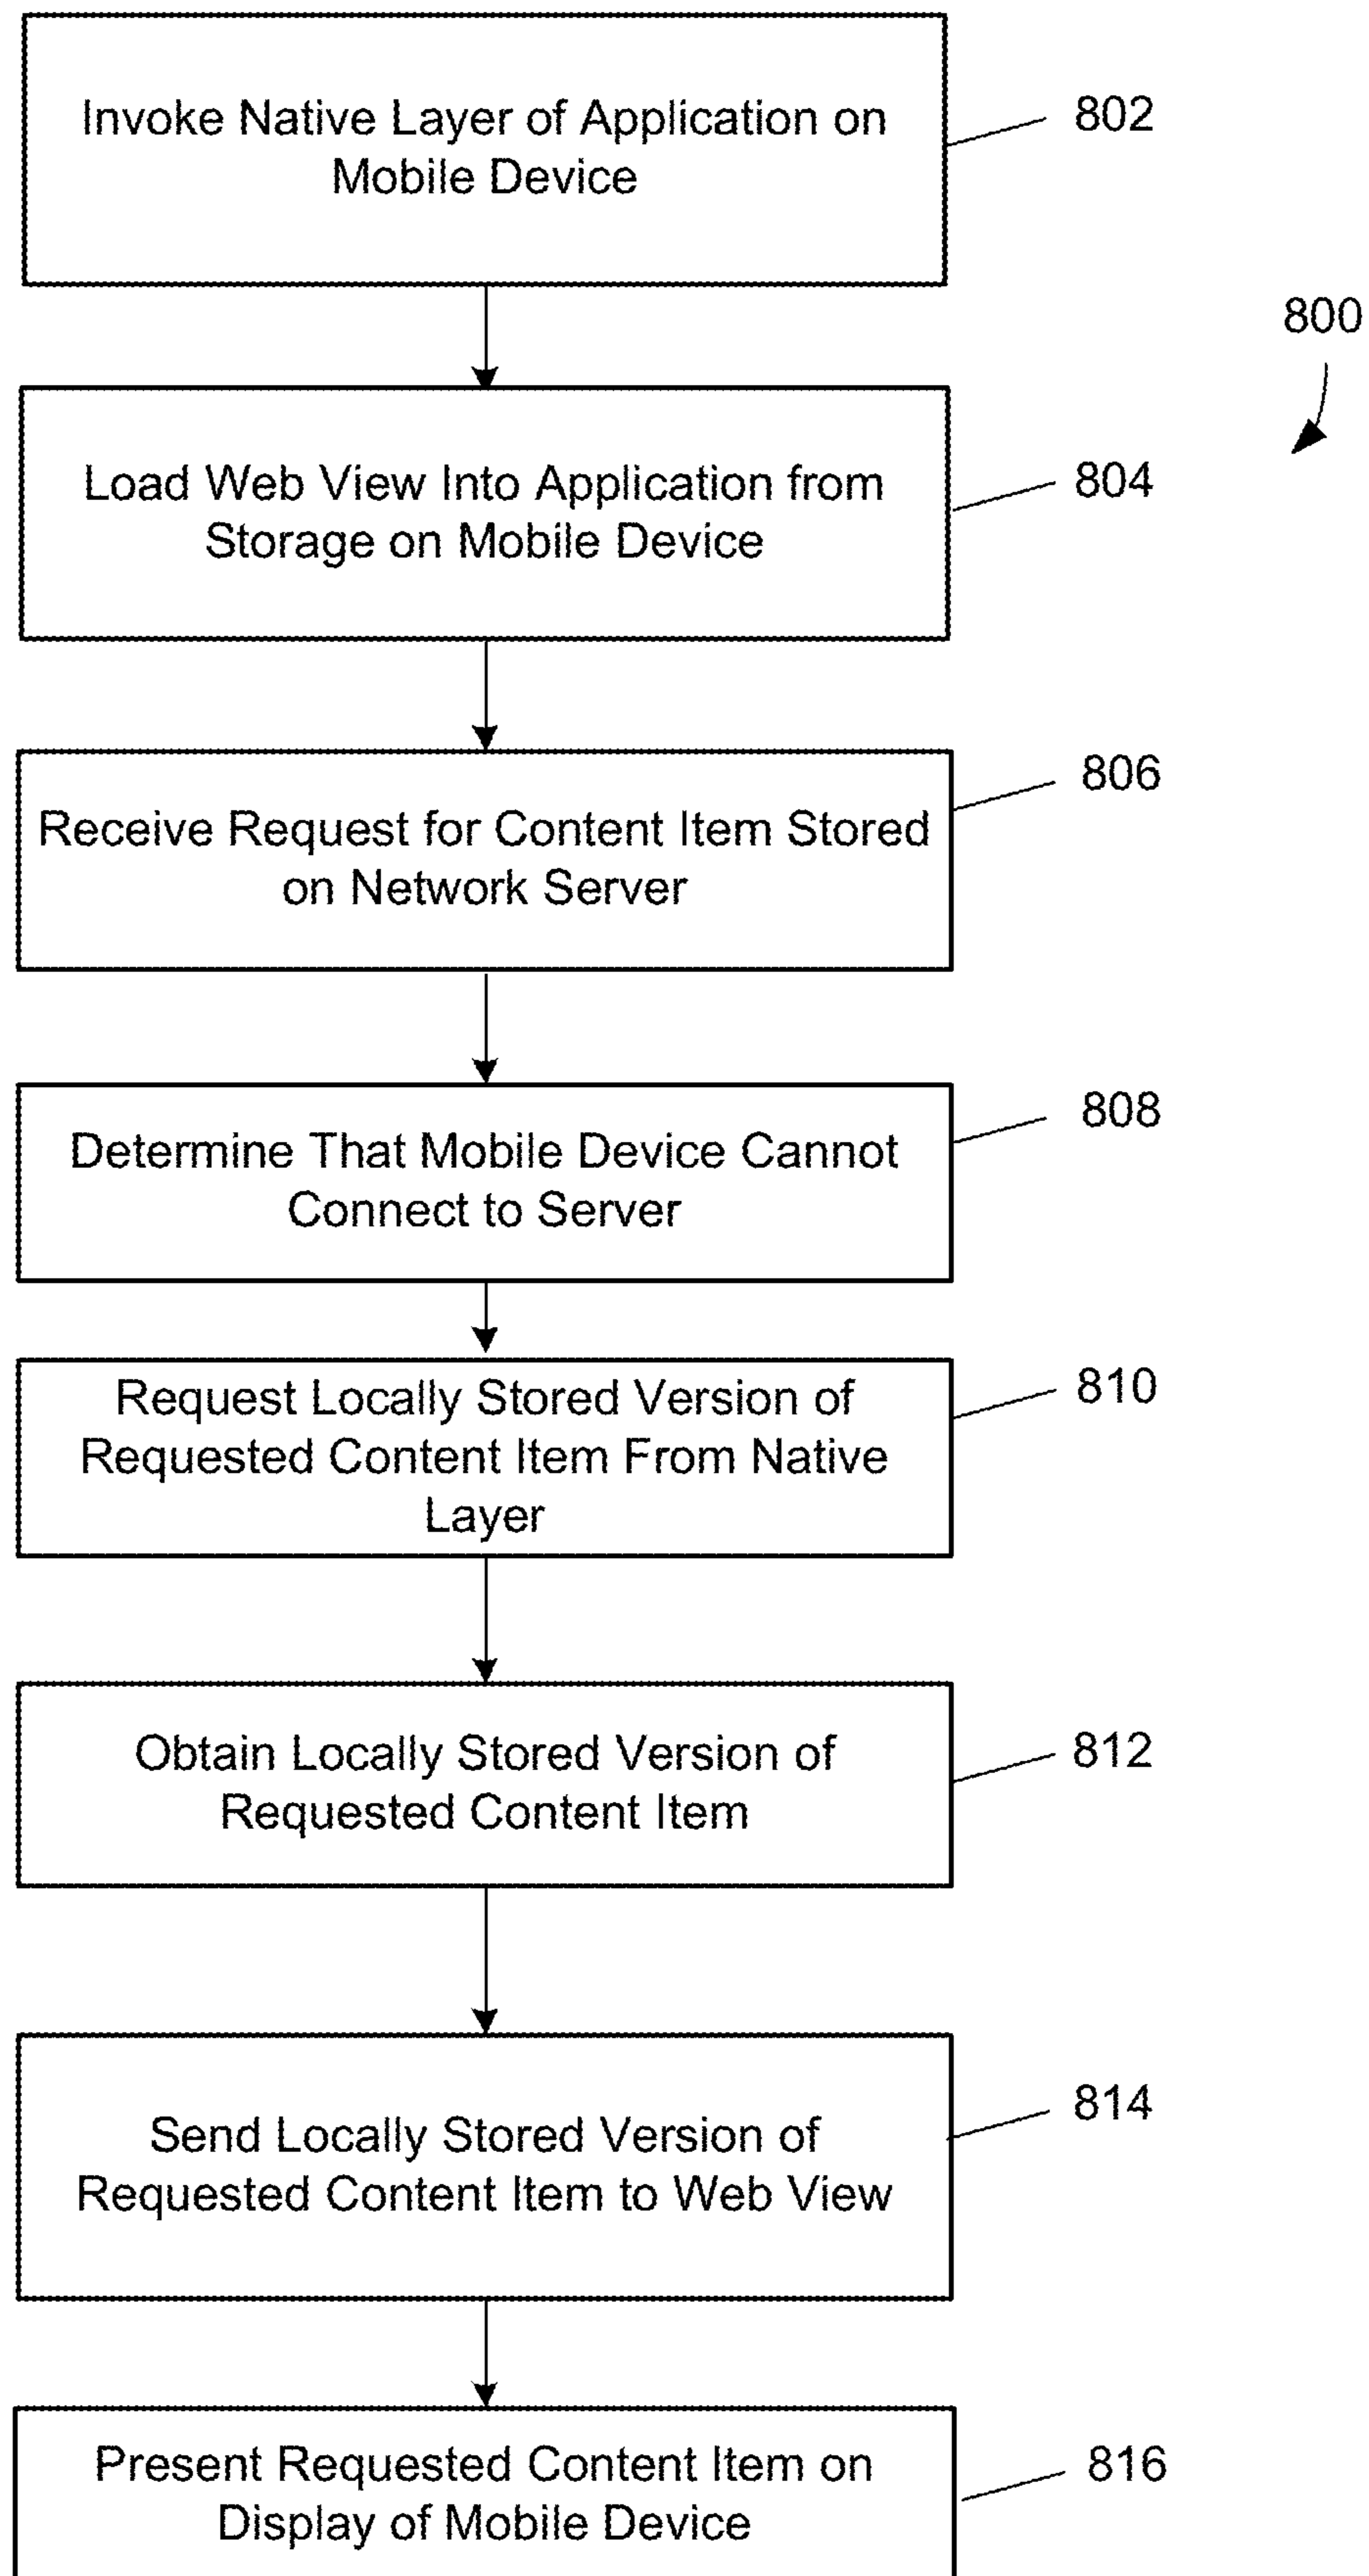 Invoke Native Layer of Application on
Mobile Device
802
800
Load Web View Into Application from
Storage on Mobile Device
804
Receive Request for Content Item Stored
on Network Server
806
Determine That Mobile Device Cannot
Connect to Server
808
Request Locally Stored Version of
Requested Content Item From Native
Layer
810
Obtain Locally Stored Version of
Requested Content Item
812
Send Locally Stored Version of
Requested Content Item to Web View
814
Present Requested Content Item on
Display of Mobile Device
816